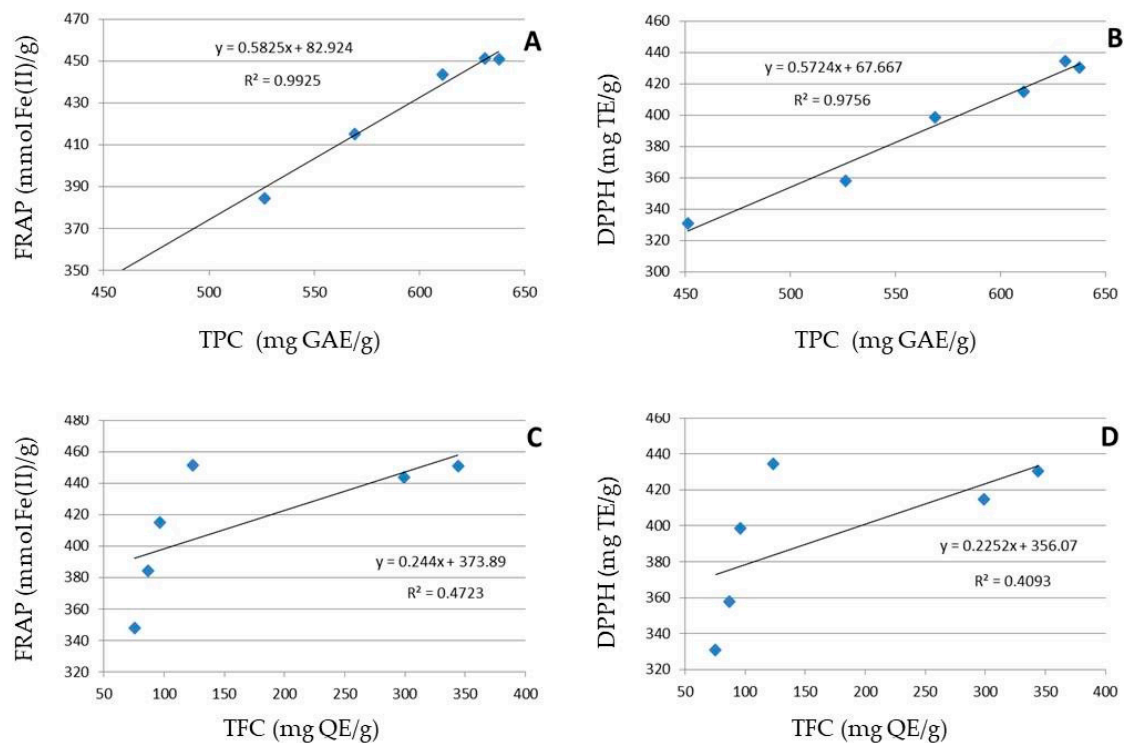 470
450
430
410
390
370
350
450
500
550
600
650
y = 0.5825x + 82.924
R² = 0.9925
A
FRAP (mmol Fe(II)/g)
TPC (mg GAE/g)
460
440
420
400
380
360
340
320
300
450
500
550
600
650
y = 0.5724x + 67.667
R² = 0.9756
B
DPPH (mg TE/g)
TPC (mg GAE/g)
480
460
440
420
400
380
360
340
320
50
100
150
200
250
300
350
400
C
y = 0.244x + 373.89
R² = 0.4723
FRAP (mmol Fe(II)/g)
TFC (mg QE/g)
460
440
420
400
380
360
340
320
50
100
150
200
250
300
350
400
D
y = 0.2252x + 356.07
R² = 0.4093
DPPH (mg TE/g)
TFC (mg QE/g)